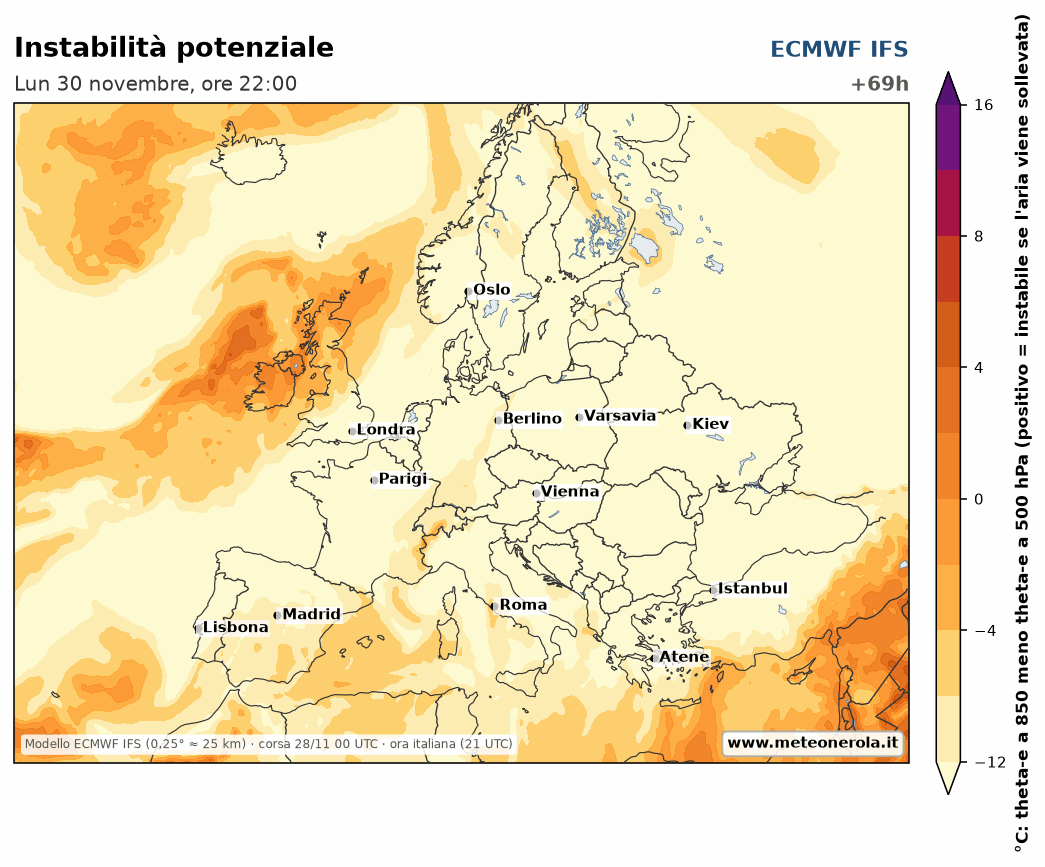 Instabilità potenziale
ECMWF IFS
Lun 30 novembre, ore 22:00
+69h
Oslo
Berlino
Varsavia
Kiev
Londra
Parigi
Vienna
Istanbul
Roma
Madrid
Lisbona
Atene
Modello ECMWF IFS (0,25° ≈ 25 km) · corsa 28/11 00 UTC · ora italiana (21 UTC)
www.meteonerola.it
16
8
4
0
−4
−12
°C: theta-e a 850 meno theta-e a 500 hPa (positivo = instabile se l'aria viene sollevata)